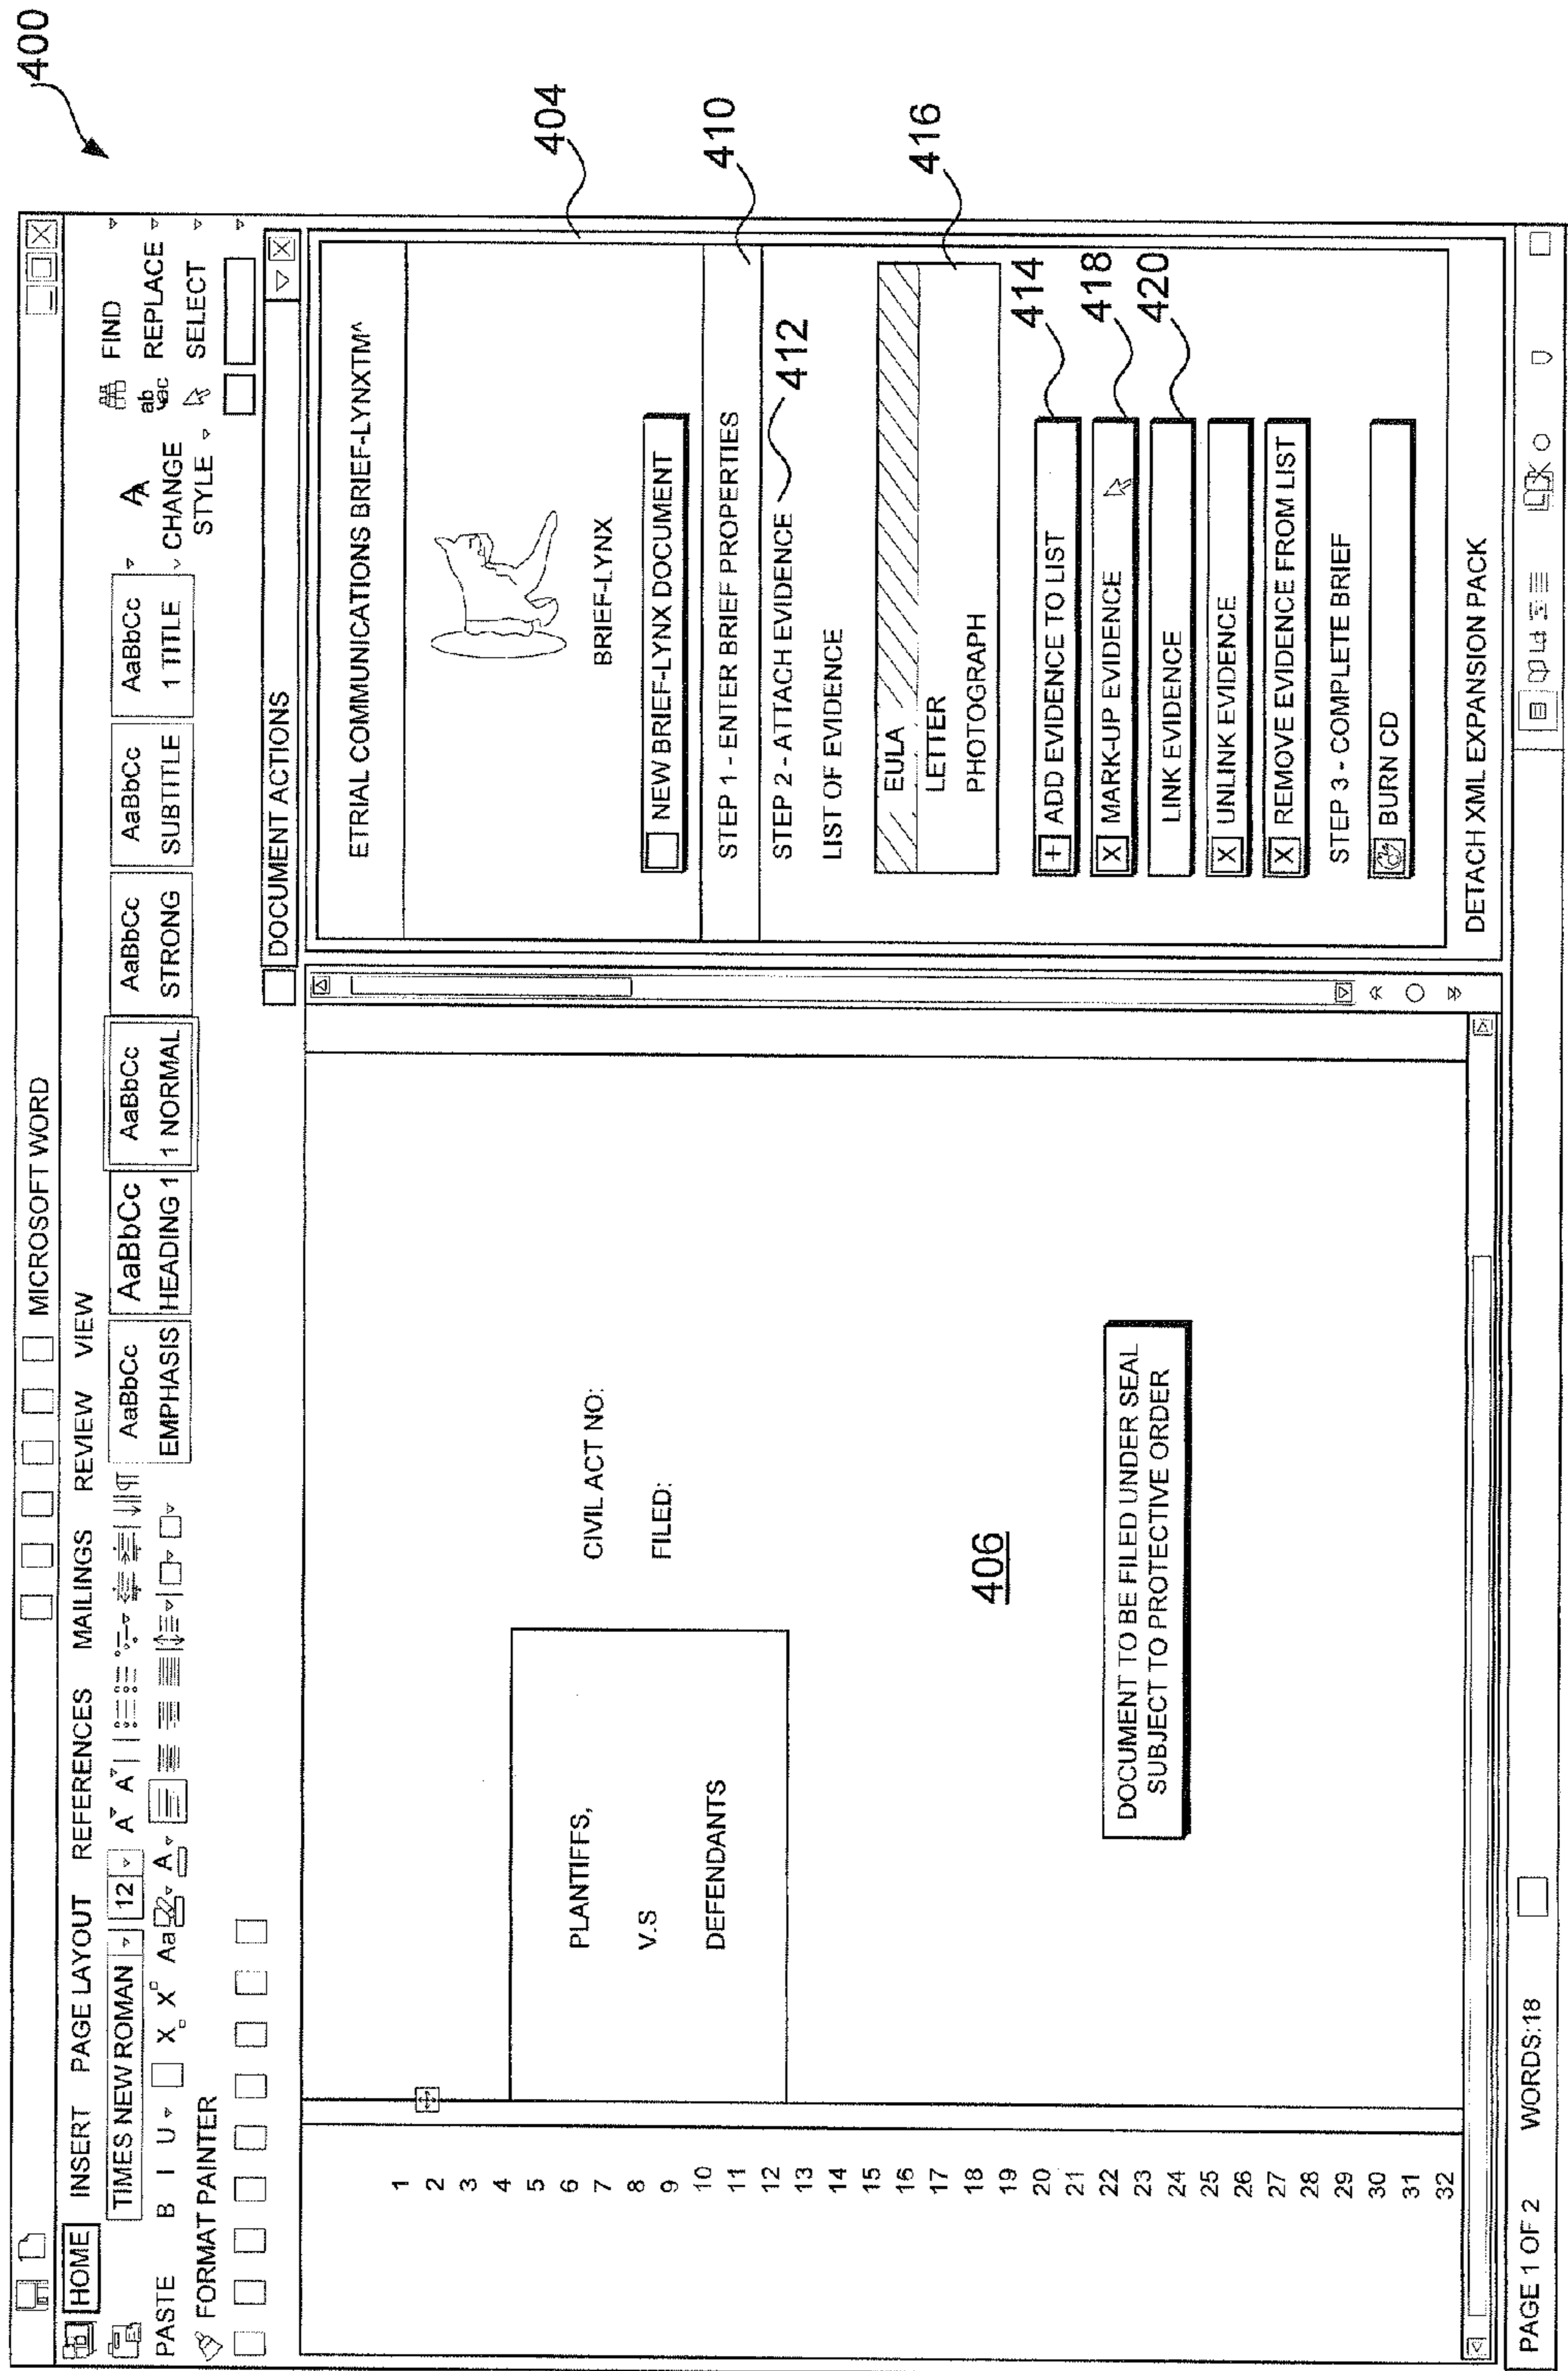 400
MICROSOFT WORD
HOME INSERT PAGE LAYOUT REFERENCES MAILINGS REVIEW VIEW
TIMES NEW ROMAN 12 A A
AaBbCc AaBbCc AaBbCc AaBbCc AaBbCc AaBbCc
EMPHASIS HEADING 1 1 NORMAL STRONG SUBTITLE 1 TITLE
CHANGE
STYLE
FIND
REPLACE
SELECT
PASTE B I U X X Aa A
FORMAT PAINTER
DOCUMENT ACTIONS
1
2
3
4
5
6
7
8
9
10
11
12
13
14
15
16
17
18
19
20
21
22
23
24
25
26
27
28
29
30
31
32
PLANTIFFS,
V.S
DEFENDANTS
CIVIL ACT NO:
FILED:
406
DOCUMENT TO BE FILED UNDER SEAL
SUBJECT TO PROTECTIVE ORDER
ETRIAL COMMUNICATIONS BRIEF-LYNXTM^
404
BRIEF-LYNX
NEW BRIEF-LYNX DOCUMENT
STEP 1 - ENTER BRIEF PROPERTIES
410
STEP 2 - ATTACH EVIDENCE
412
LIST OF EVIDENCE
EULA
LETTER
PHOTOGRAPH
416
+ ADD EVIDENCE TO LIST
414
X MARK-UP EVIDENCE
418
LINK EVIDENCE
420
X UNLINK EVIDENCE
X REMOVE EVIDENCE FROM LIST
STEP 3 - COMPLETE BRIEF
BURN CD
DETACH XML EXPANSION PACK
PAGE 1 OF 2 WORDS:18